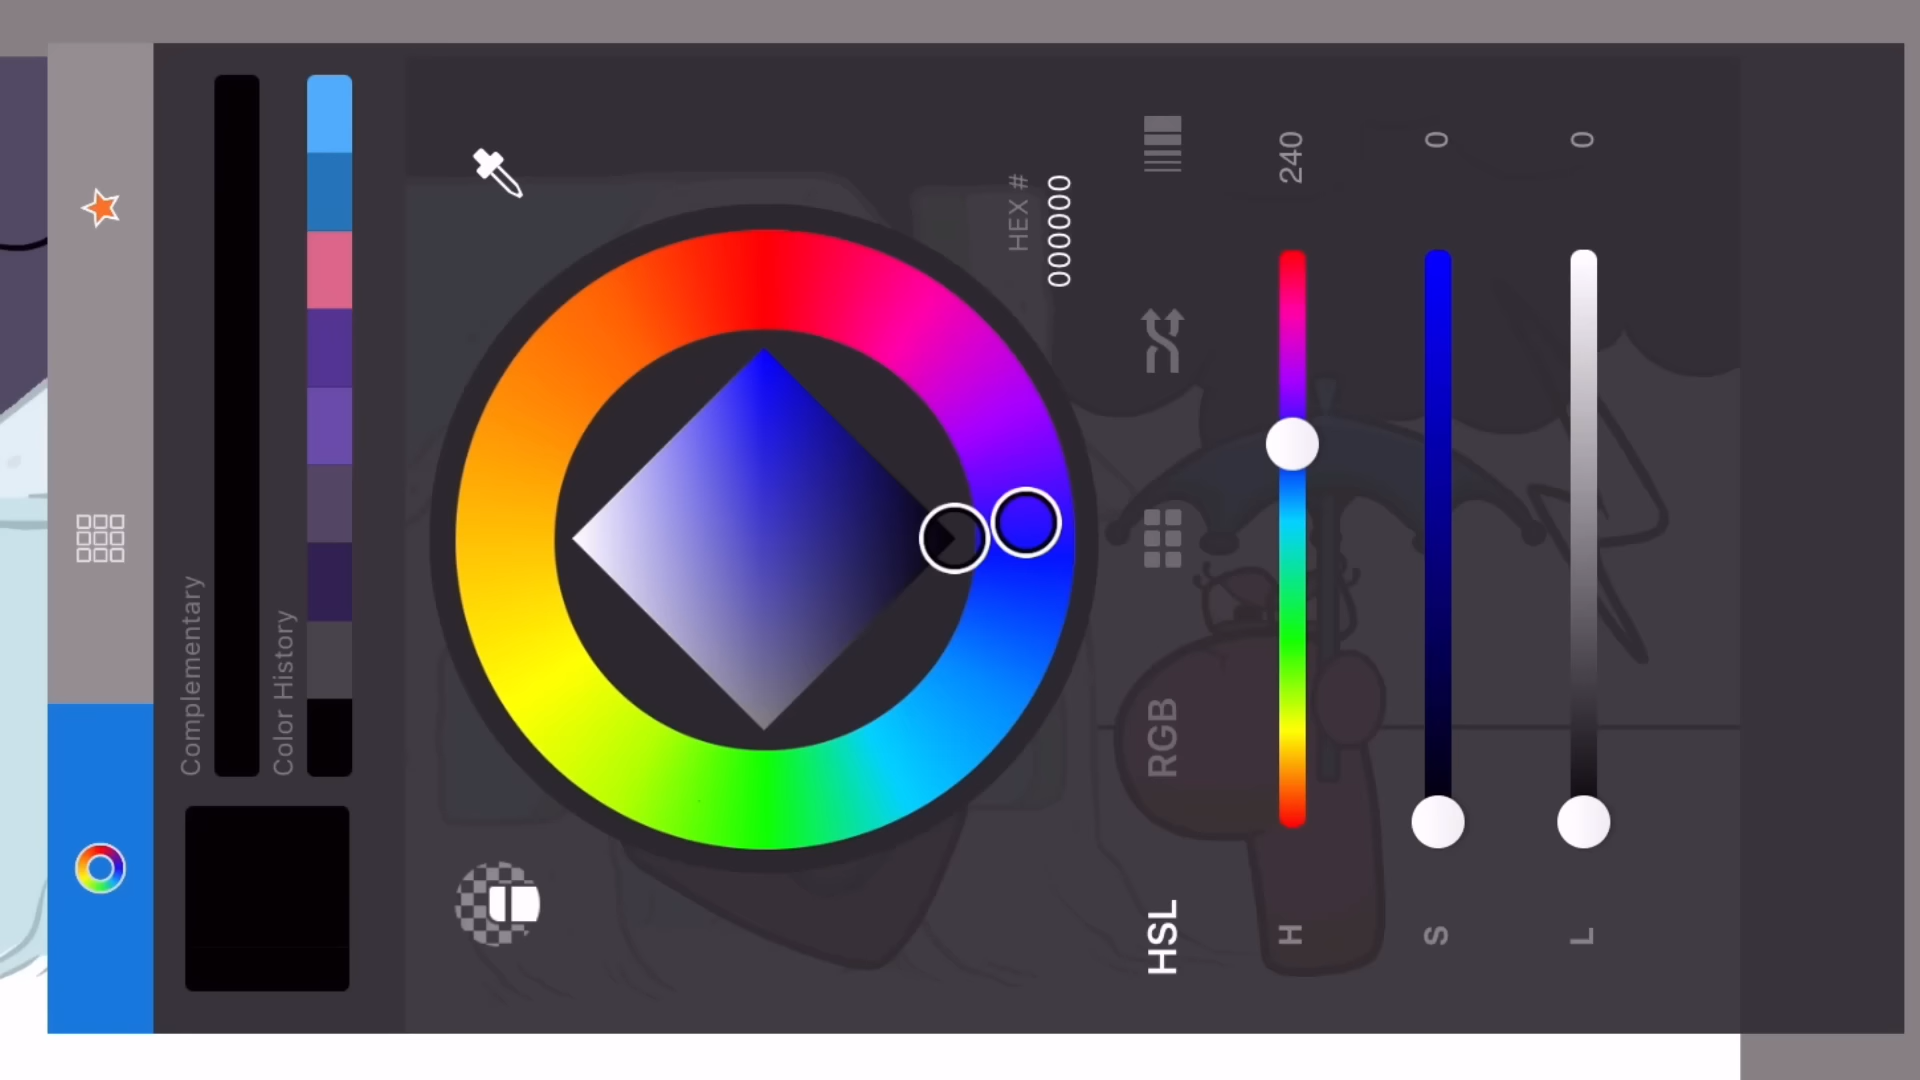 Complementary
Color History
HEX #
000000
HSL
RGB
H
240
S
0
L
0